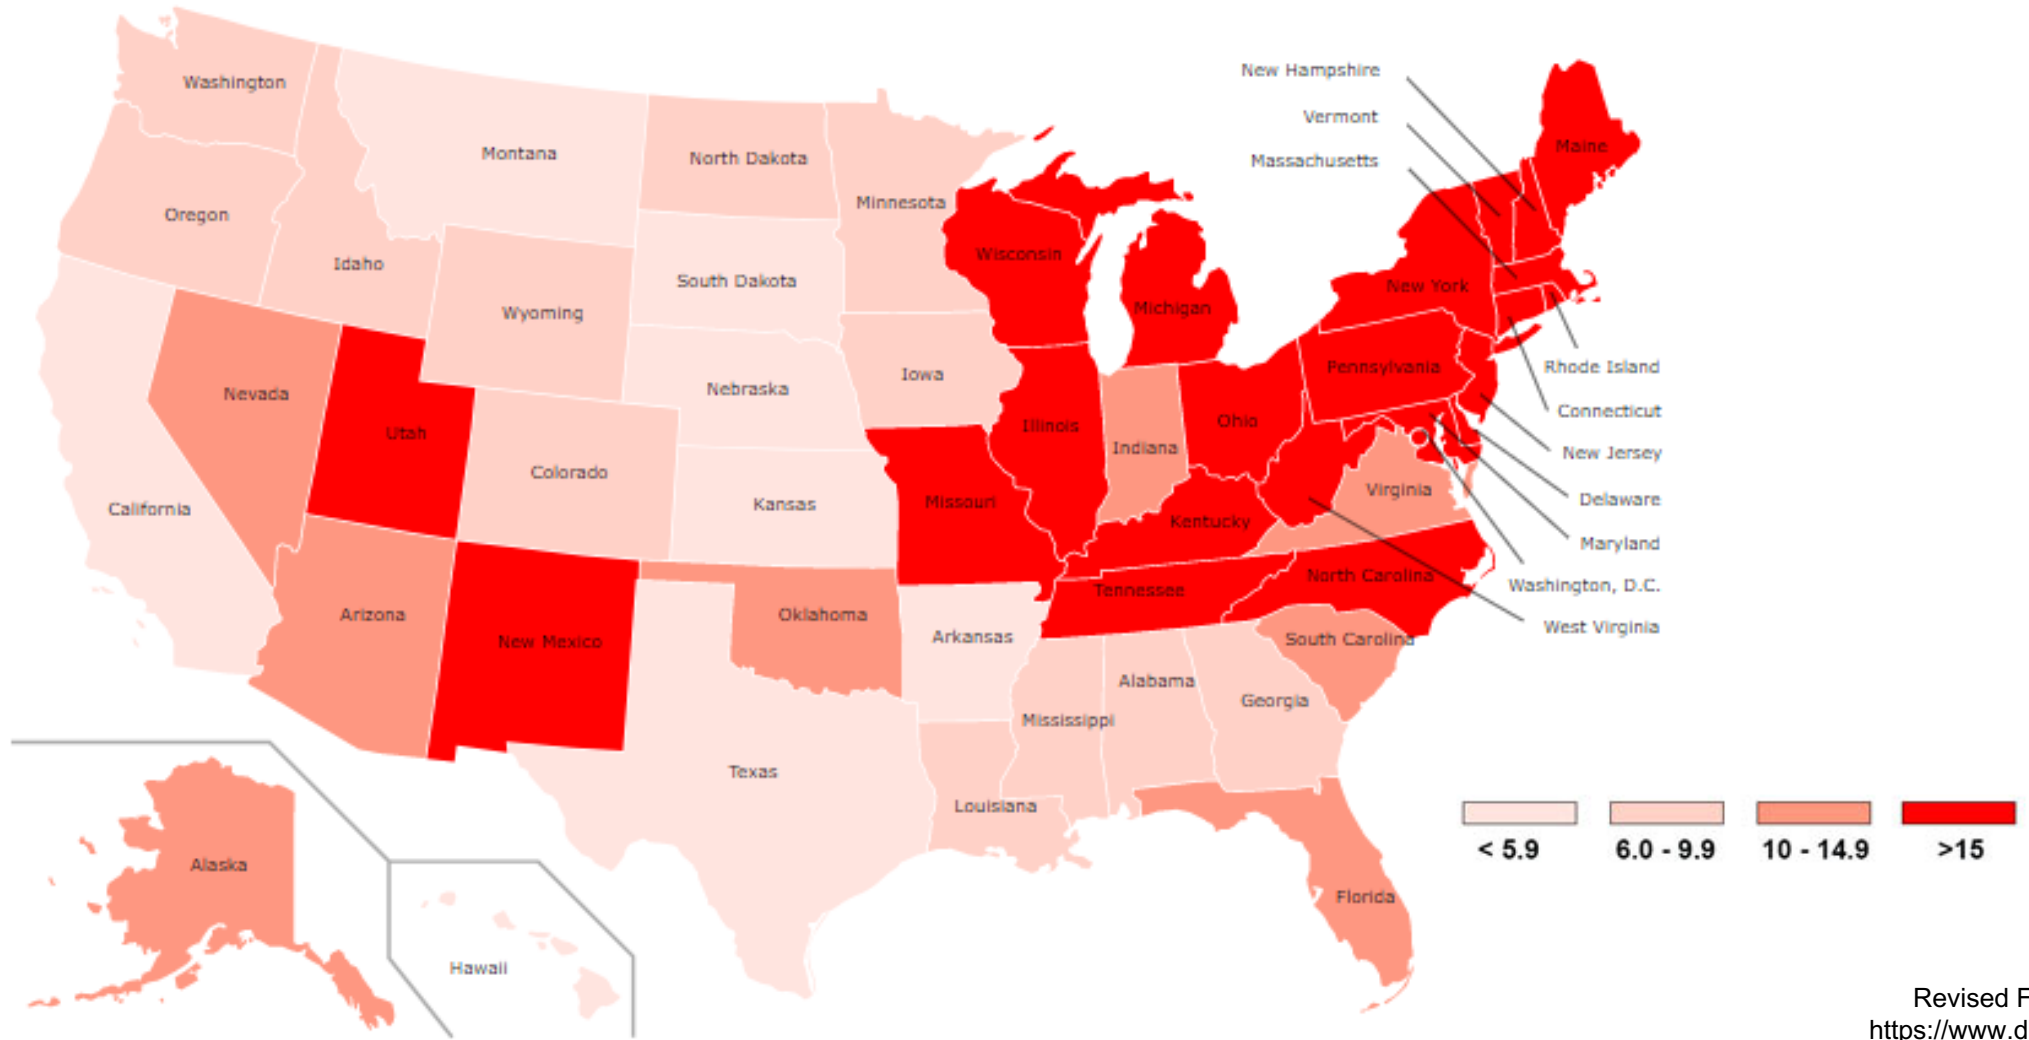 Washington
Oregon
California
Idaho
Nevada
Montana
Wyoming
Utah
Arizona
Colorado
New Mexico
North Dakota
South Dakota
Nebraska
Kansas
Oklahoma
Texas
Minnesota
Iowa
Missouri
Arkansas
Louisiana
Wisconsin
Illinois
Michigan
Indiana
Ohio
Kentucky
Tennessee
Mississippi
Alabama
Georgia
Florida
South Carolina
North Carolina
Virginia
Pennsylvania
New York
Maine
New Hampshire
Vermont
Massachusetts
Rhode Island
Connecticut
New Jersey
Delaware
Maryland
Washington, D.C.
West Virginia
Alaska
Hawaii
< 5.9
6.0 - 9.9
10 - 14.9
>15
Revised F
https://www.d